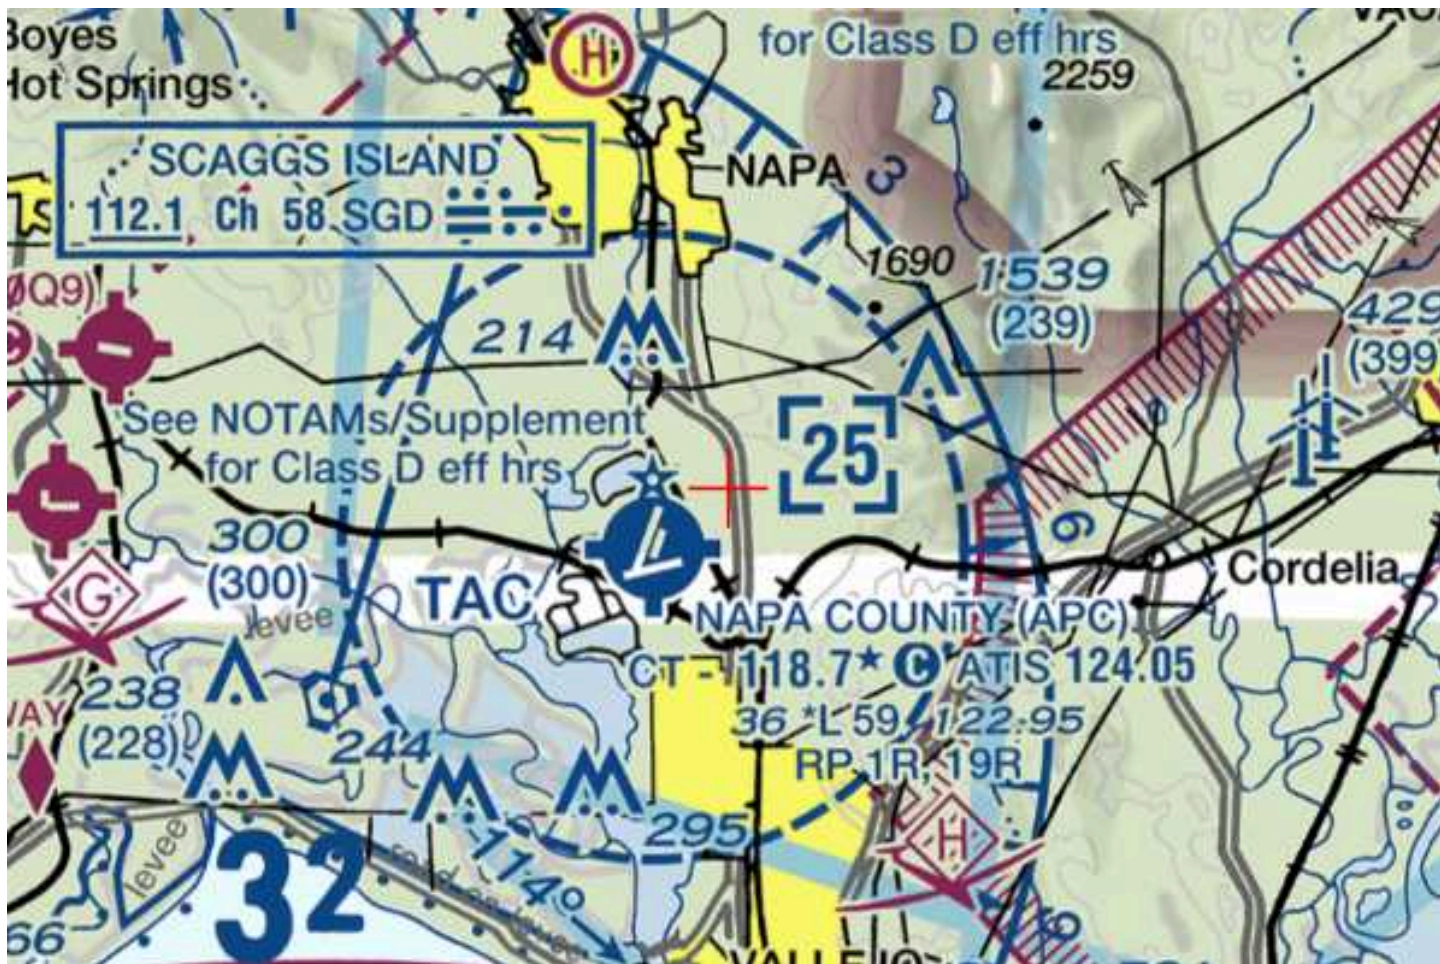 Boyes
Hot Springs
for Class D eff hrs
2259
H
SCAGGS ISLAND
112.1 Ch 58 SGD
NAPA
3
1690
1539
(239)
429
(399)
214
25
See NOTAMs/Supplement
for Class D eff hrs
6
300
(300)
G
levee
TAC
Cordelia
NAPA COUNTY (APC)
CT - 118.7* C ATIS 124.05
36 *L 59 122.95
RP 1R, 19R
238
(228)
244
295
H
levee
32
114°
66
VALLEJO